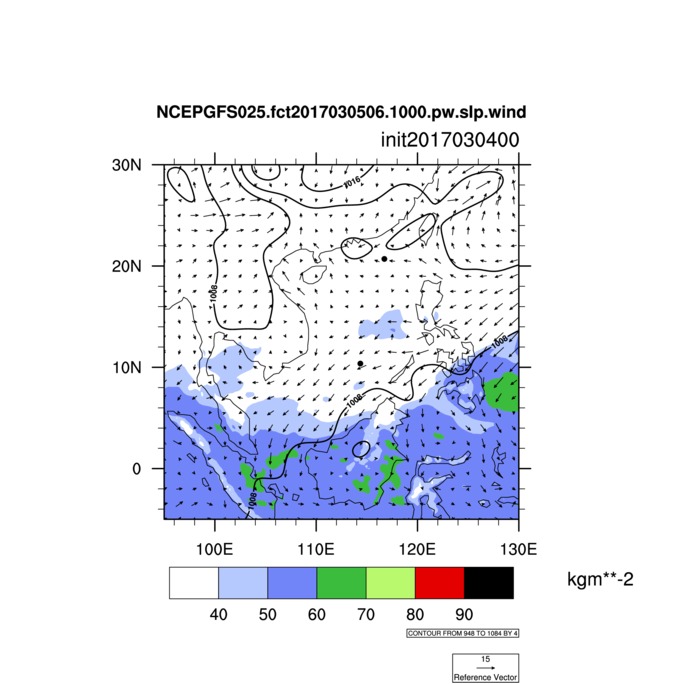 NCEPGFS025.fct2017030506.1000.pw.slp.wind
init2017030400
30N
1016
20N
1008
1008
10N
1008
0
1008
100E 110E 120E 130E
kgm**-2
40 50 60 70 80 90
CONTOUR FROM 948 TO 1084 BY 4
15
Reference Vector